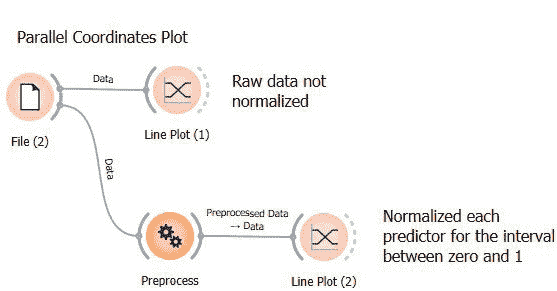 Parallel Coordinates Plot
Data
Raw data not
normalized
File (2)
Line Plot (1)
Data
Preprocessed Data
→ Data
Normalized each
predictor for the interval
between zero and 1
Preprocess
Line Plot (2)